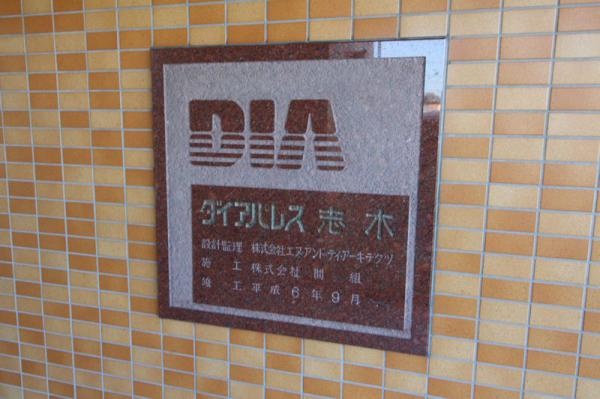 DIA
ダイアパレス 志木
設計監理 株式会社エヌ・アンド・ティ・アーキテクツ
施工 株式会社 間組
竣工 平成6年9月